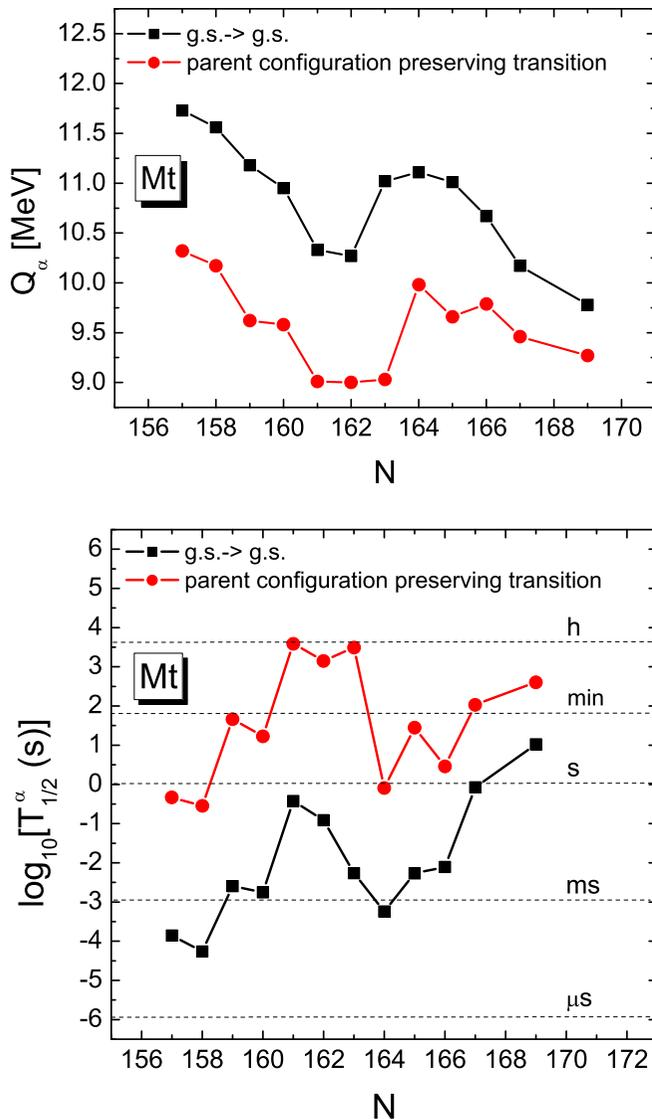 12.5
12.0
11.5
11.0
10.5
10.0
9.5
9.0
Q α [MeV]
g.s.-> g.s.
parent configuration preserving transition
Mt
156 158 160 162 164 166 168 170
N
6
5
4
3
2
1
0
-1
-2
-3
-4
-5
-6
log10[Tα1/2 (s)]
g.s.-> g.s.
parent configuration preserving transition
h
Mt
min
s
ms
μs
156 158 160 162 164 166 168 170 172
N